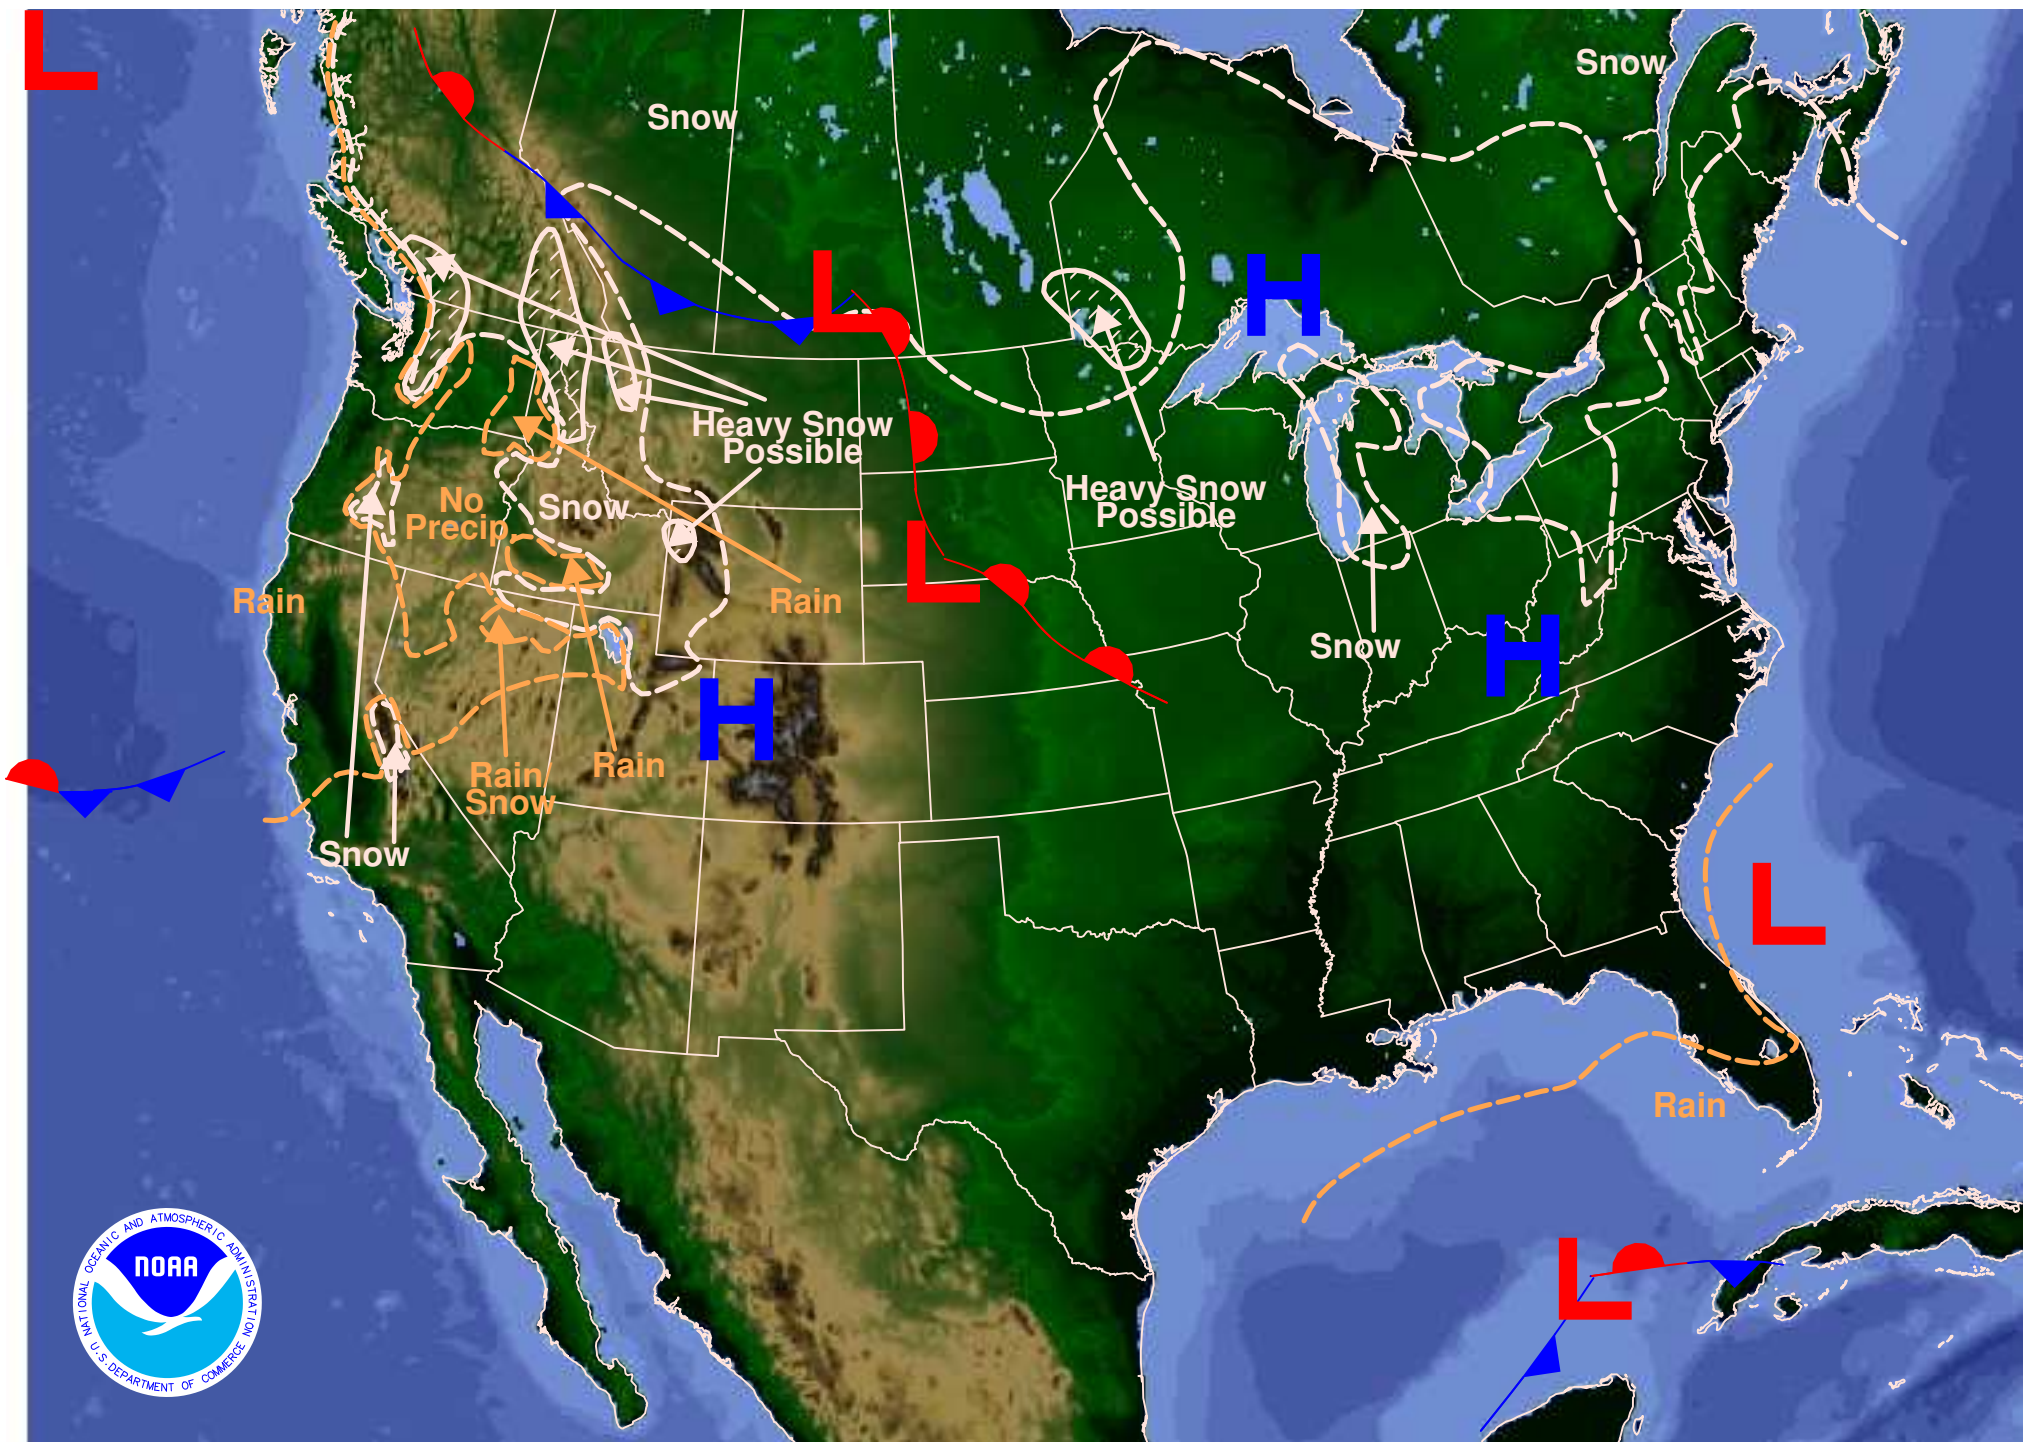 L
Snow
Snow
L
H
Heavy Snow
Possible
Heavy Snow
Possible
No
Precip
Snow
L
Rain
Rain
Snow
H
H
Rain
Rain
Snow
Snow
L
Rain
L
NATIONAL OCEANIC AND ATMOSPHERIC ADMINISTRATION
NOAA
U.S. DEPARTMENT OF COMMERCE